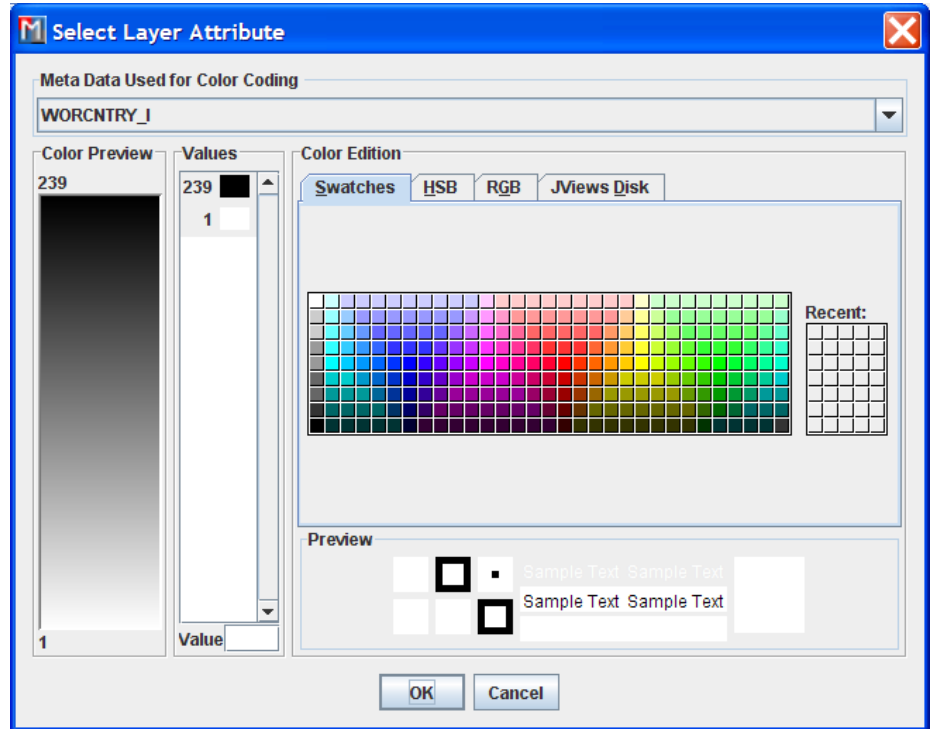 Select Layer Attribute
Meta Data Used for Color Coding
WORCNTRY_I
Color Preview
239
1
Values
239
1
Value
Color Edition
Swatches HSB RGB JViews Disk
Recent:
Preview
Sample Text Sample Text
Sample Text Sample Text
OK Cancel